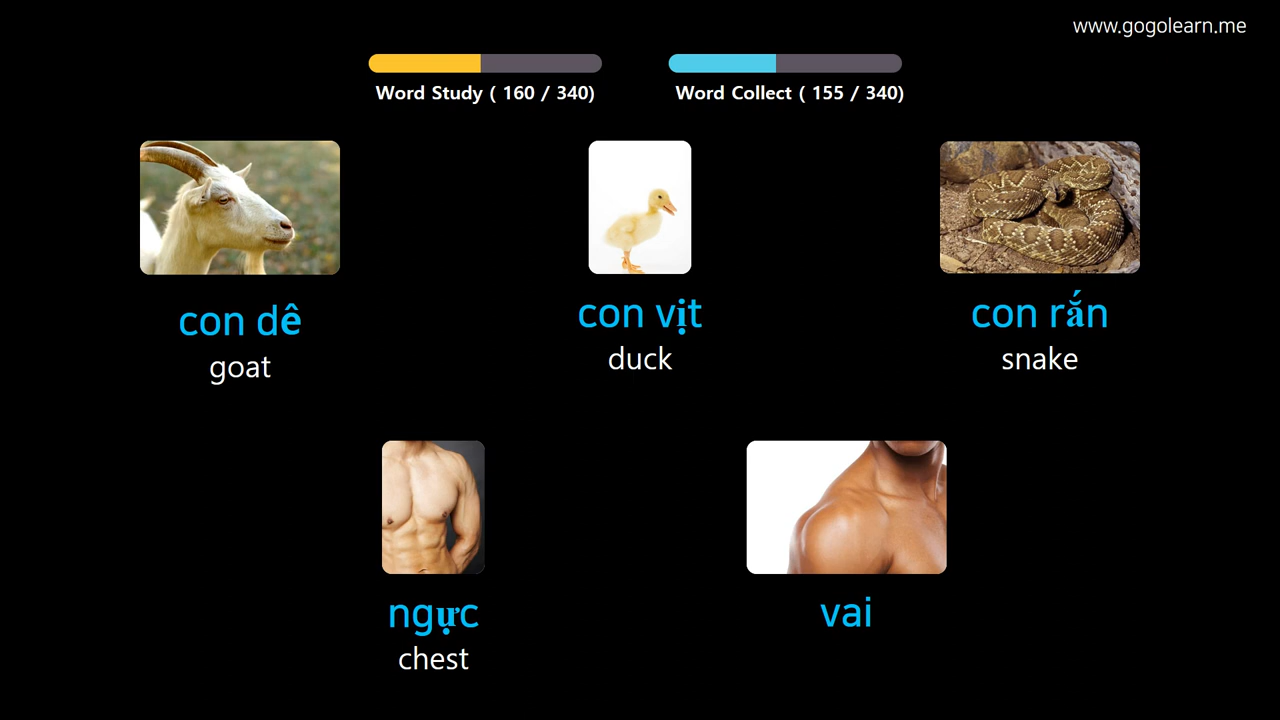 www.gogolearn.me
Word Study ( 160 / 340)
Word Collect ( 155 / 340)
con dê
goat
con vịt
duck
con rắn
snake
ngực
chest
vai